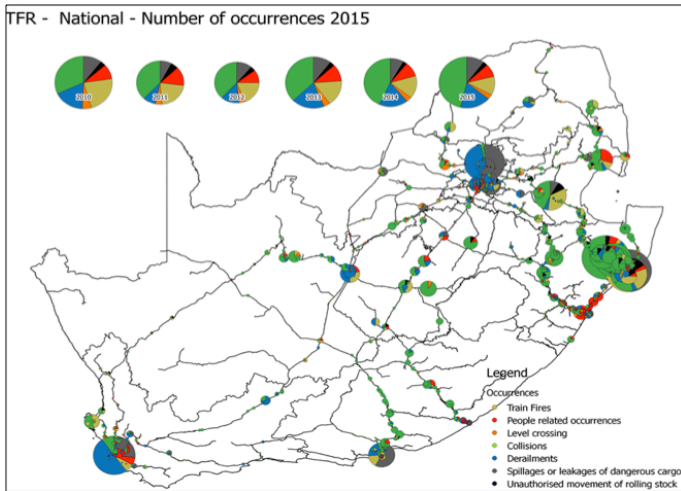 TFR - National - Number of occurrences 2015
2010
2011
2012
2013
2014
2015
Legend
Occurrences
Train Fires
People related occurrences
Level crossing
Collisions
Derailments
Spillages or leakages of dangerous cargo
Unauthorised movement of rolling stock